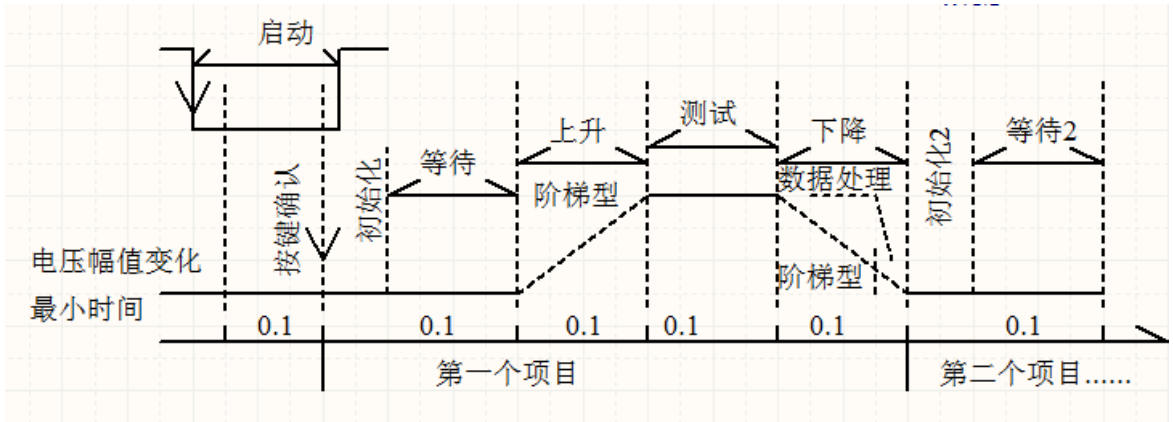 启动
测试
上升
下降
等待2
等待
初始化2
初始化
按键确认
阶梯型
数据处理
电压幅值变化
阶梯型
最小时间
0.1
0.1
0.1
0.1
0.1
0.1
第一个项目
第二个项目......